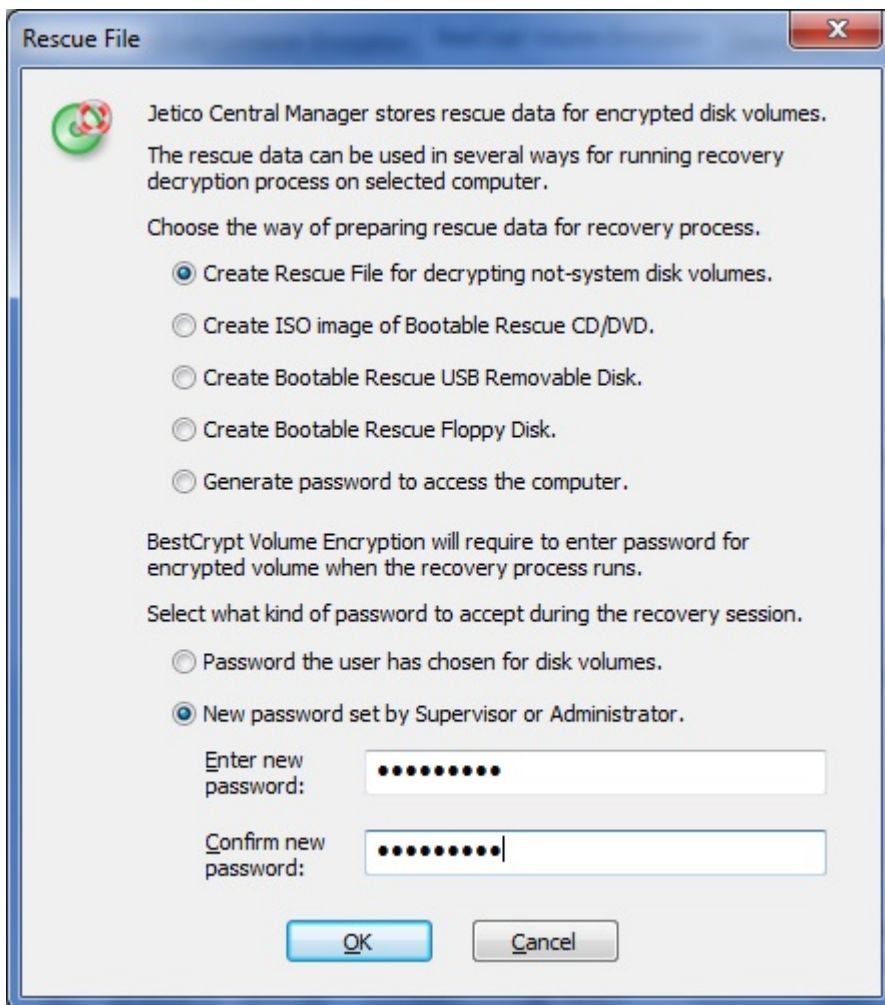 Rescue File
Jetico Central Manager stores rescue data for encrypted disk volumes.
The rescue data can be used in several ways for running recovery
decryption process on selected computer.
Choose the way of preparing rescue data for recovery process.
Create Rescue File for decrypting not-system disk volumes.
Create ISO image of Bootable Rescue CD/DVD.
Create Bootable Rescue USB Removable Disk.
Create Bootable Rescue Floppy Disk.
Generate password to access the computer.
BestCrypt Volume Encryption will require to enter password for
encrypted volume when the recovery process runs.
Select what kind of password to accept during the recovery session.
Password the user has chosen for disk volumes.
New password set by Supervisor or Administrator.
Enter new
password:
●●●●●●●●●
Confirm new
password:
●●●●●●●●●
OK
Cancel